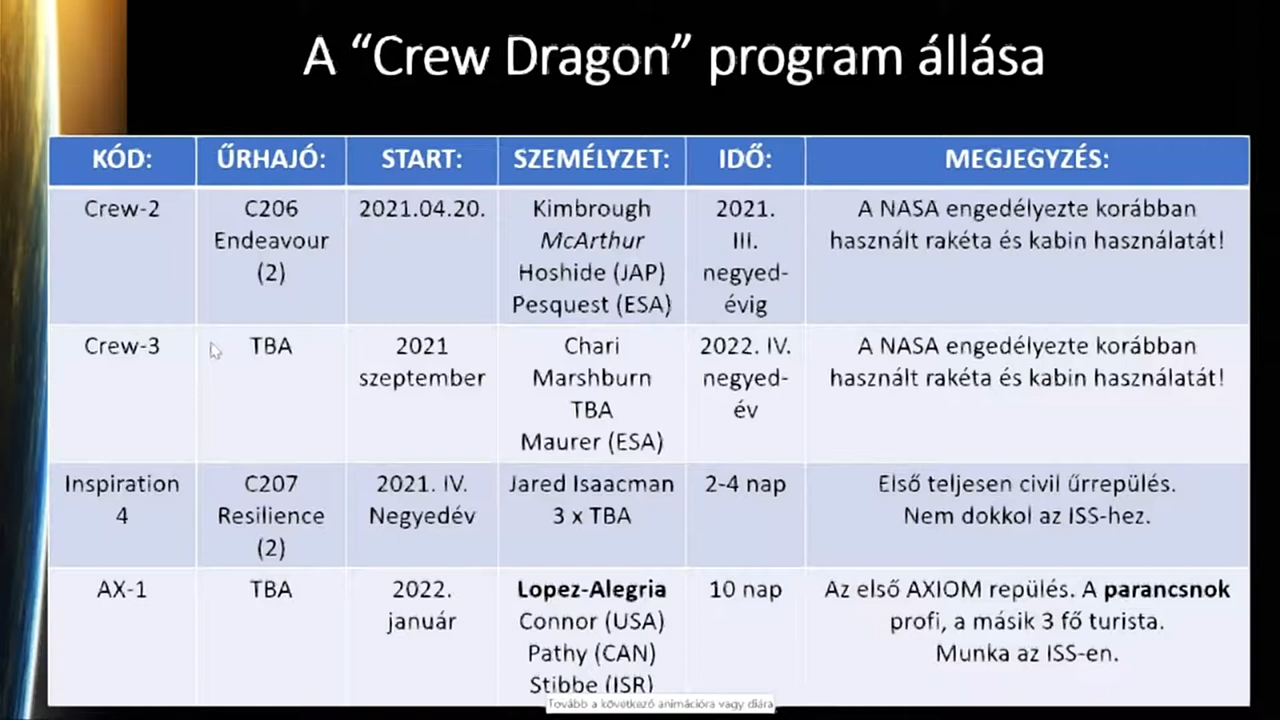 A “Crew Dragon” program állása
KÓD: ŰRHAJÓ: START: SZEMÉLYZET: IDŐ: MEGJEGYZÉS:
Crew-2
C206
Endeavour
(2)
2021.04.20.
Kimbrough
McArthur
Hoshide (JAP)
Pesquest (ESA)
2021.
III.
negyed-
évig
A NASA engedélyezte korábban
használt rakéta és kabin használatát!
Crew-3
TBA
2021
szeptember
Chari
Marshburn
TBA
Maurer (ESA)
2022. IV.
negyed-
év
A NASA engedélyezte korábban
használt rakéta és kabin használatát!
Inspiration
4
C207
Resilience
(2)
2021. IV.
Negyedév
Jared Isaacman
3 x TBA
2-4 nap
Első teljesen civil űrrepülés.
Nem dokkol az ISS-hez.
AX-1
TBA
2022.
január
Lopez-Alegria
Connor (USA)
Pathy (CAN)
Stibbe (ISR)
10 nap
Az első AXIOM repülés. A parancsnok
profi, a másik 3 fő turista.
Munka az ISS-en.
Tovább a következő animációra vagy diára